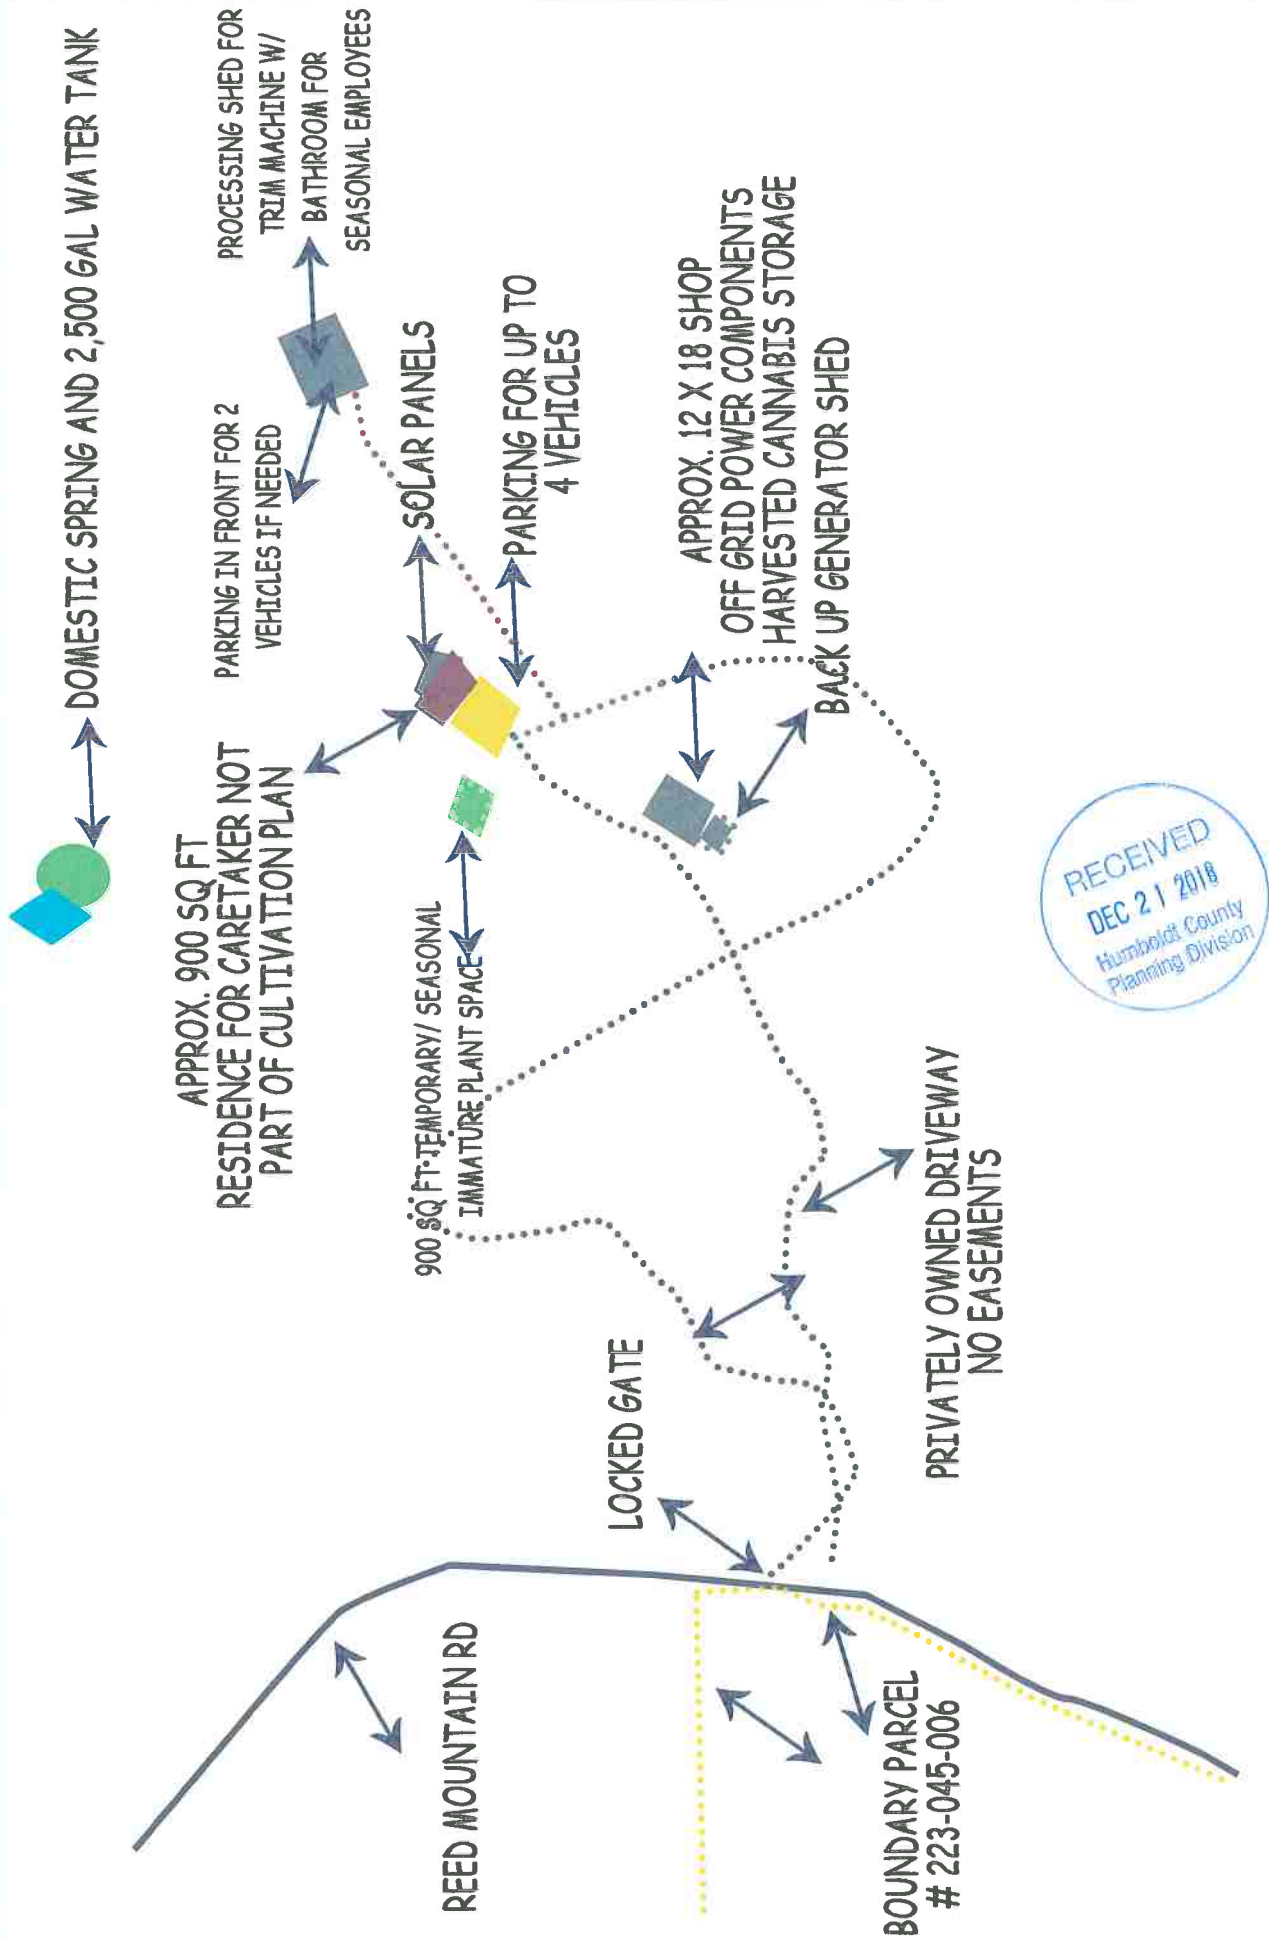 DOMESTIC SPRING AND 2,500 GAL WATER TANK
PROCESSING SHED FOR
TRIM MACHINE W/
BATHROOM FOR
SEASONAL EMPLOYEES
PARKING IN FRONT FOR 2
VEHICLES IF NEEDED
APPROX. 900 SQ FT
RESIDENCE FOR CARETAKER NOT
PART OF CULTIVATION PLAN
SOLAR PANELS
PARKING FOR UP TO
4 VEHICLES
900 SQ FT TEMPORARY/ SEASONAL
IMMATURE PLANT SPACE
APPROX. 12 X 18 SHOP
OFF GRID POWER COMPONENTS
HARVESTED CANNABIS STORAGE
BACK UP GENERATOR SHED
LOCKED GATE
PRIVATELY OWNED DRIVEWAY
NO EASEMENTS
REED MOUNTAIN RD
BOUNDARY PARCEL
# 223-045-006
RECEIVED
DEC 21 2018
Humboldt County
Planning Division